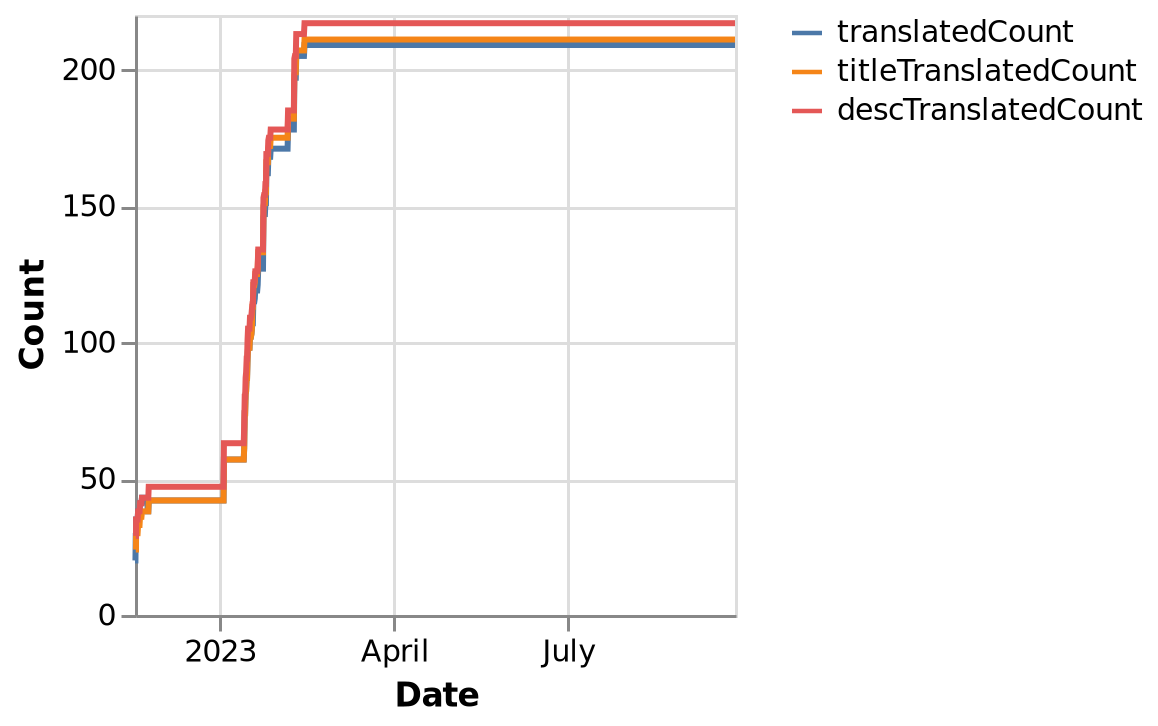 translatedCount
titleTranslatedCount
descTranslatedCount
200
150
100
50
0
Count
2023 April July
Date